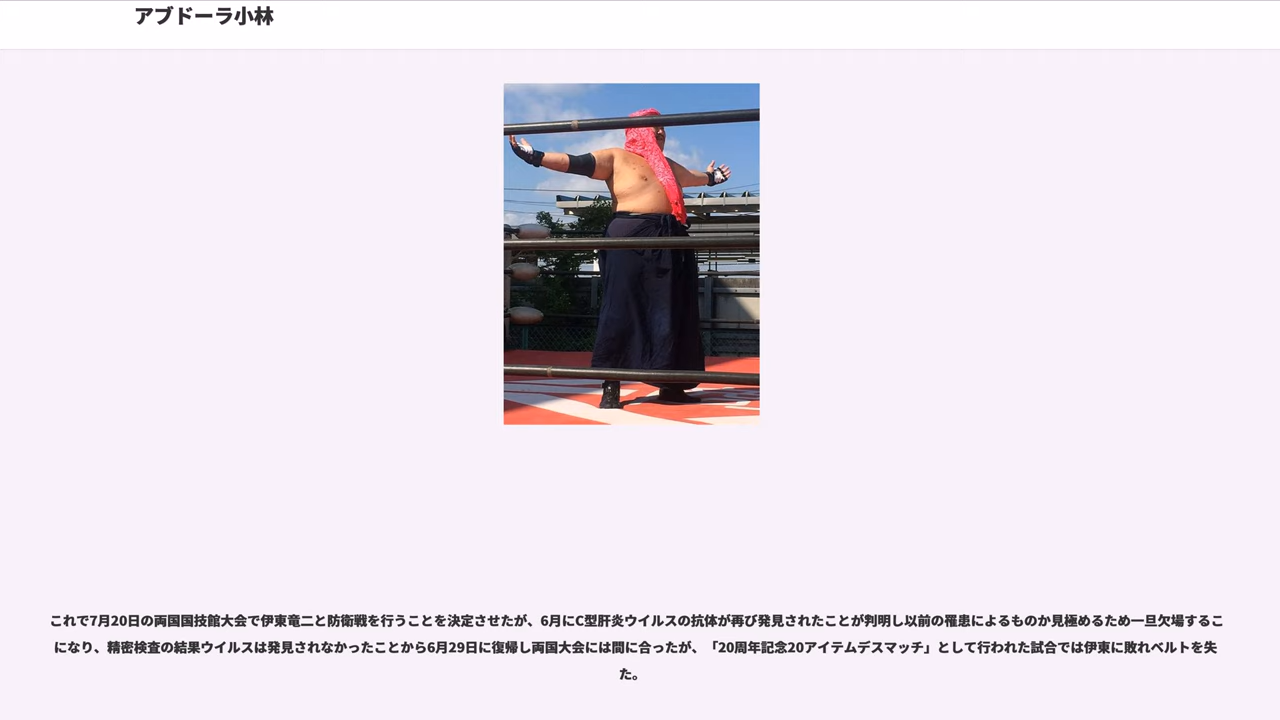 アブドーラ小林
これで7月20日の両国国技館大会で伊東竜二と防衛戦を行うことを決定させたが、6月にC型肝炎ウイルスの抗体が再び発見されたことが判明し以前の罹患によるものか見極めるため一旦欠場するこ
になり、精密検査の結果ウイルスは発見されなかったことから6月29日に復帰し両国大会には間に合ったが、「20周年記念20アイテムデスマッチ」として行われた試合では伊東に敗れベルトを失
た。